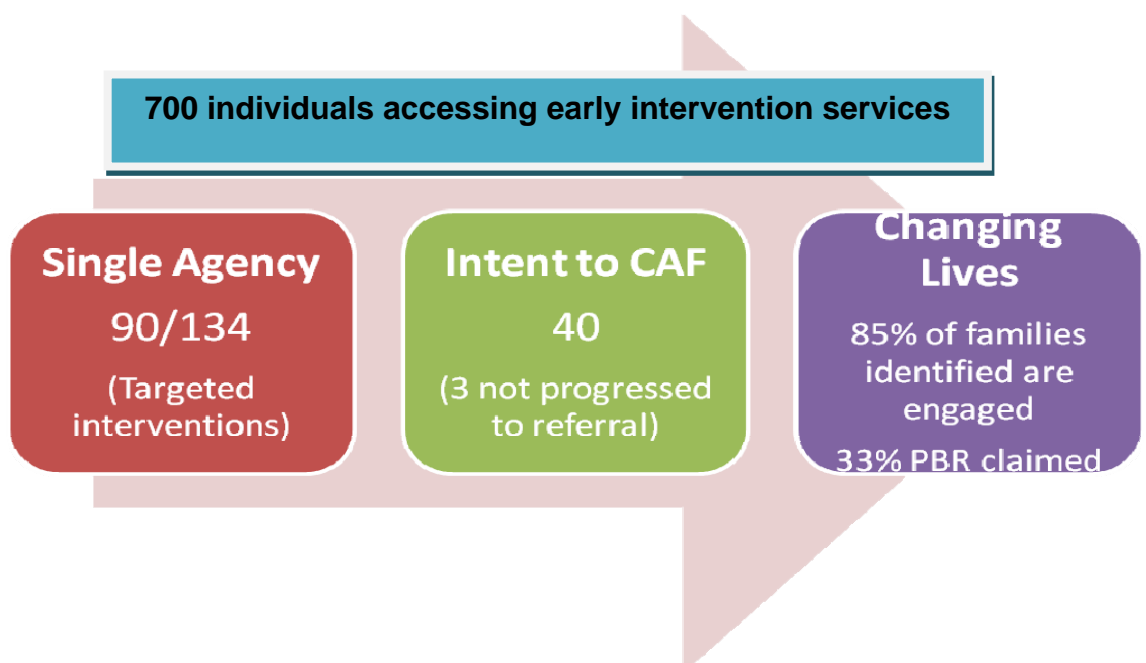 700 individuals accessing early intervention services
Single Agency
90/134
(Targeted
interventions)
Intent to CAF
40
(3 not progressed
to referral)
Changing
Lives
85% of families
identified are
engaged
33% PBR claimed